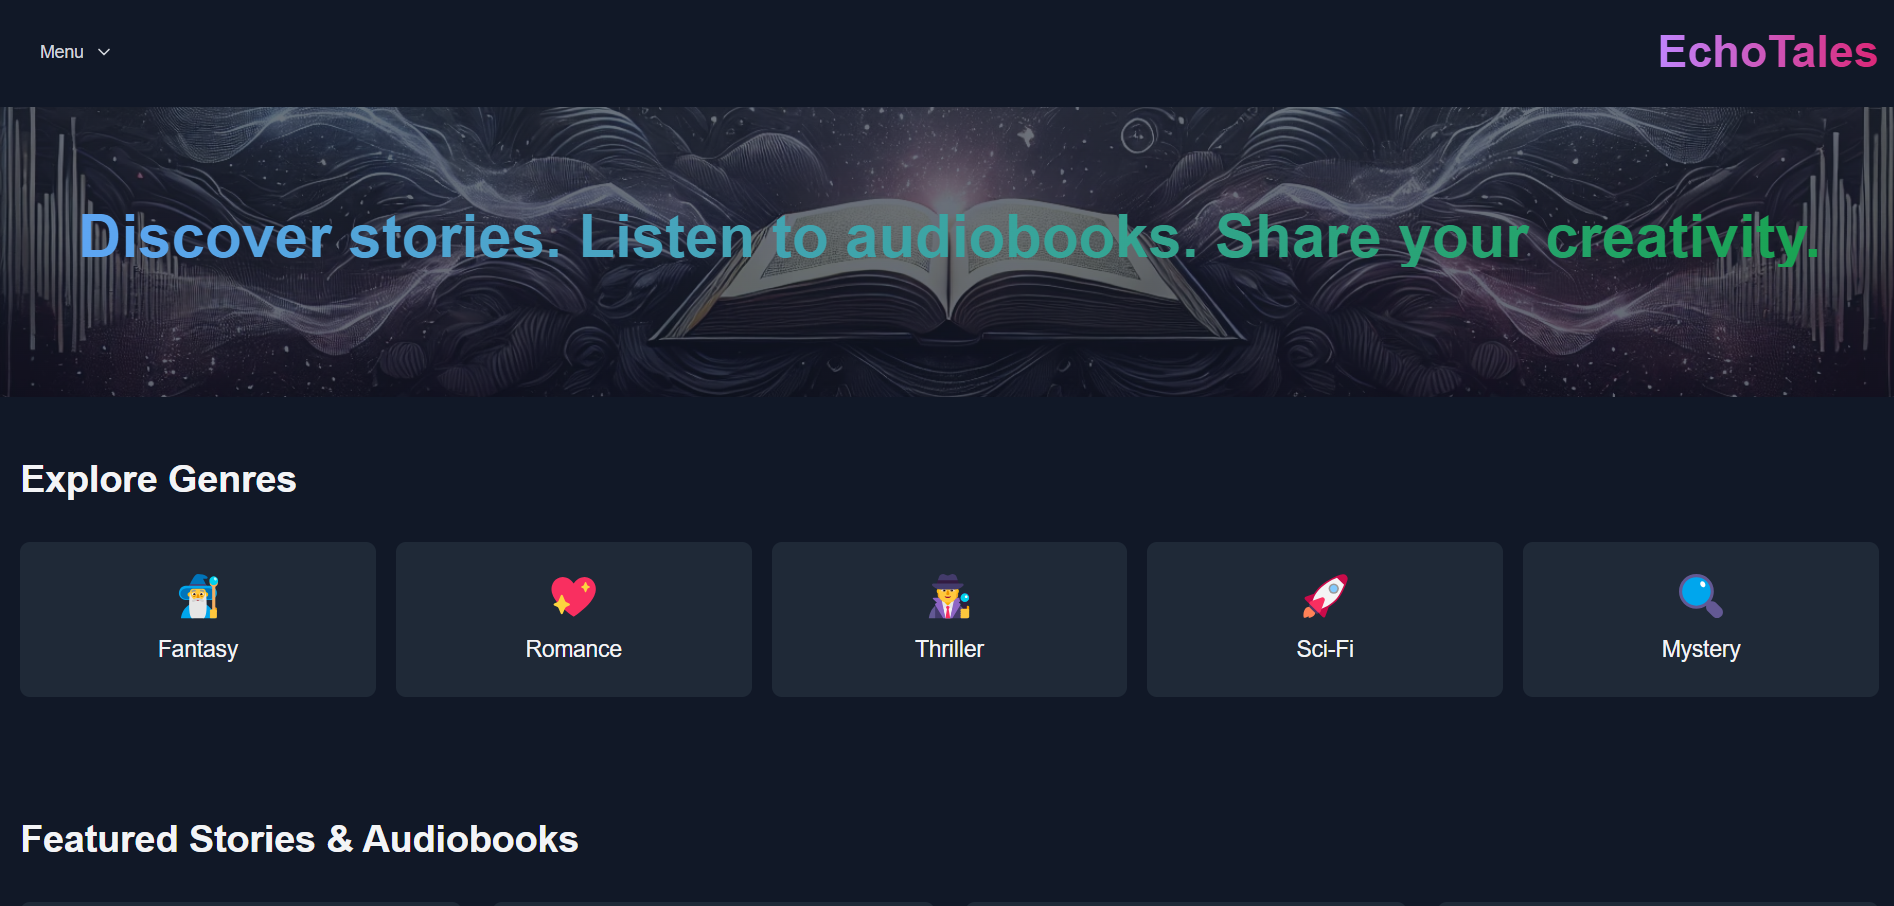 Menu
EchoTales
Discover stories. Listen to audiobooks. Share your creativity.
Explore Genres
Fantasy
Romance
Thriller
Sci-Fi
Mystery
Featured Stories & Audiobooks